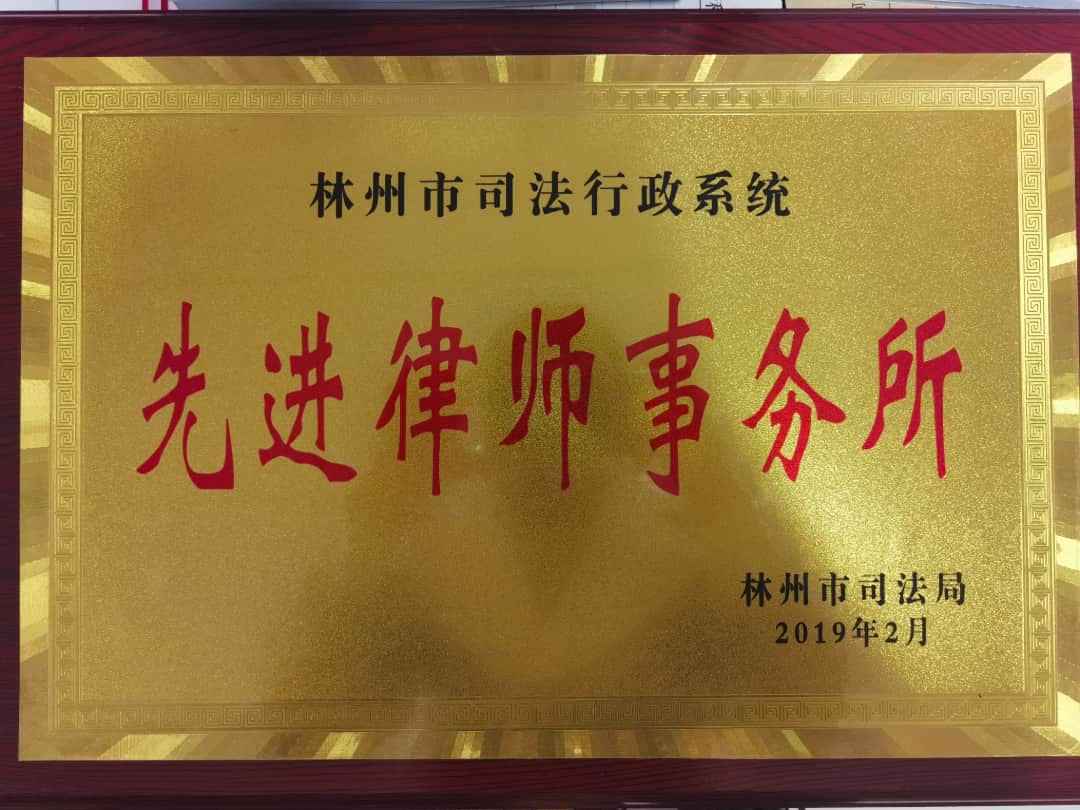 林州市司法行政系统
先进律师事务所
林州市司法局
2019年2月